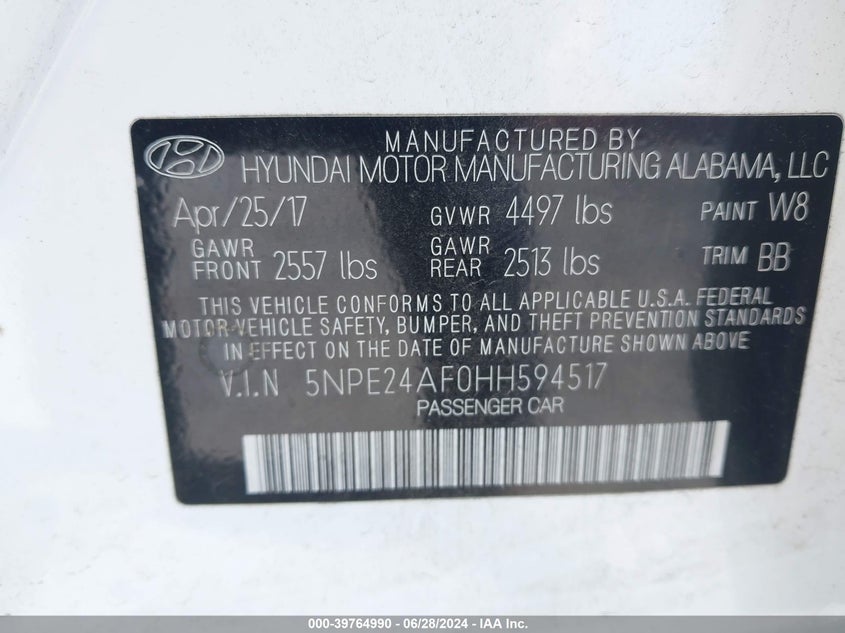 MANUFACTURED BY
HYUNDAI MOTOR MANUFACTURING ALABAMA, LLC
Apr/25/17 GVWR 4497 lbs PAINT W8
GAWR FRONT 2557 lbs GAWR REAR 2513 lbs TRIM BB
THIS VEHICLE CONFORMS TO ALL APPLICABLE U.S.A. FEDERAL
MOTOR VEHICLE SAFETY, BUMPER, AND THEFT PREVENTION STANDARDS
IN EFFECT ON THE DATE OF MANUFACTURE SHOWN ABOVE
V.I.N 5NPE24AF0HH594517
PASSENGER CAR
000-39764990 - 06/28/2024 - IAA Inc.